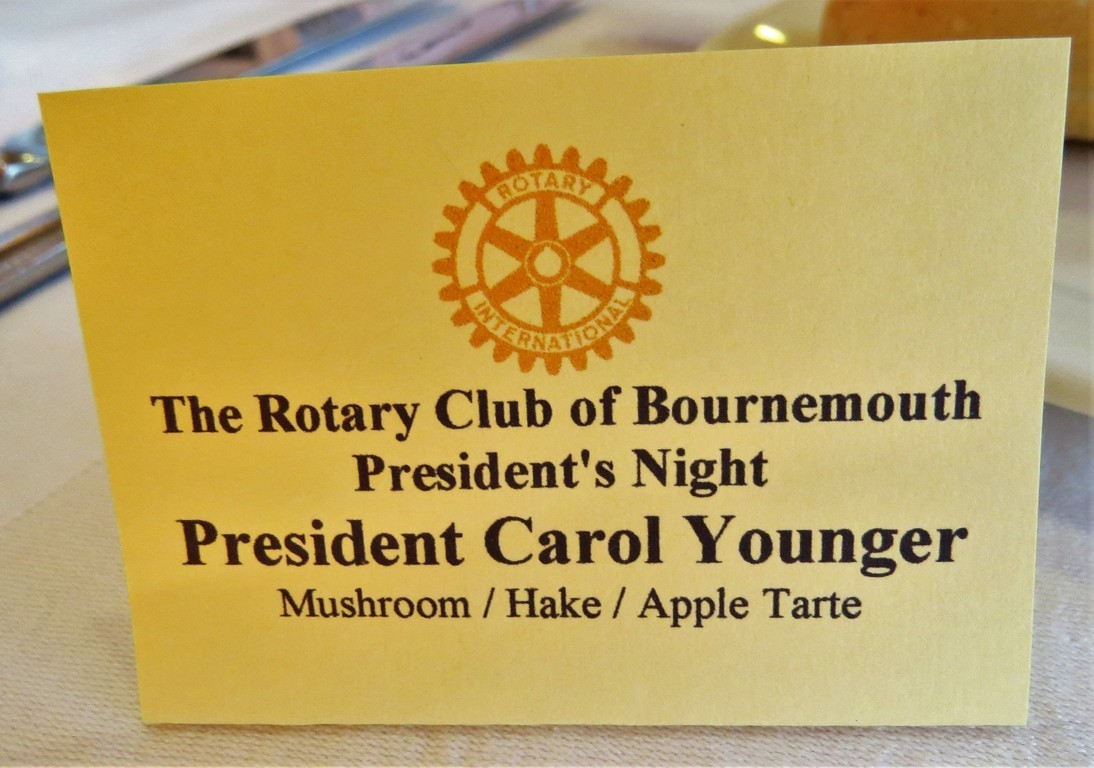 ROTARY
INTERNATIONAL
The Rotary Club of Bournemouth
President's Night
President Carol Younger
Mushroom / Hake / Apple Tarte